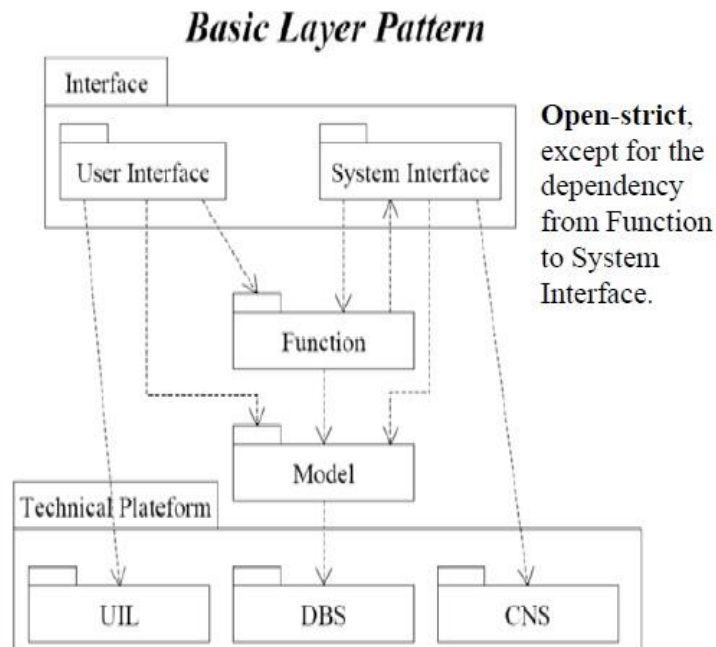 Basic Layer Pattern
Interface
User Interface
System Interface
Open-strict,
except for the
dependency
from Function
to System
Interface.
Function
Model
Technical Plateform
UIL
DBS
CNS